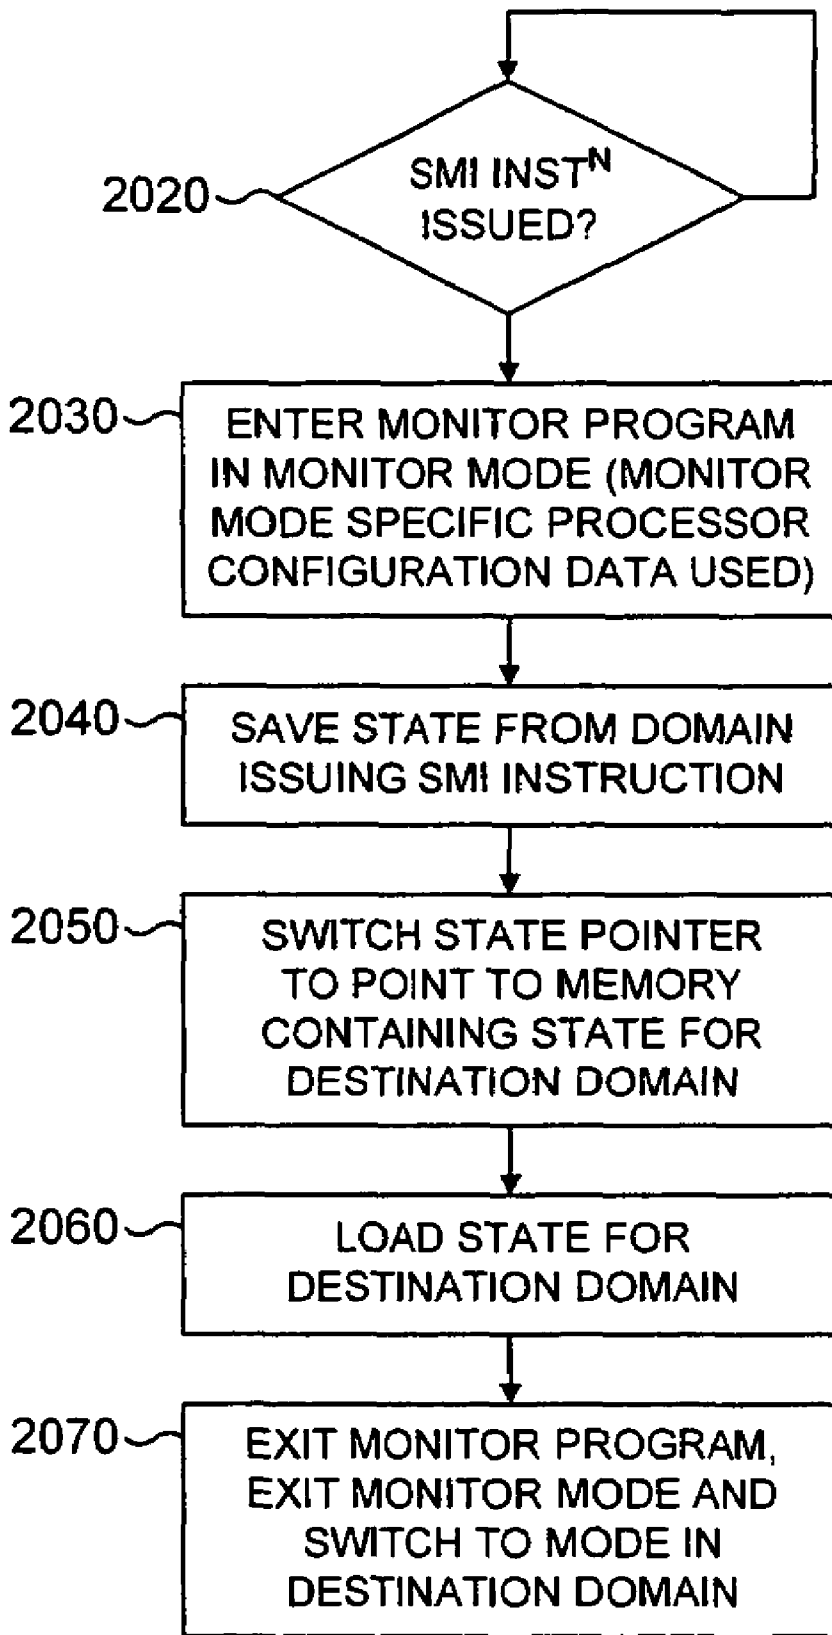 2020
SMI INSTᴺ
ISSUED?
2030
ENTER MONITOR PROGRAM
IN MONITOR MODE (MONITOR
MODE SPECIFIC PROCESSOR
CONFIGURATION DATA USED)
2040
SAVE STATE FROM DOMAIN
ISSUING SMI INSTRUCTION
2050
SWITCH STATE POINTER
TO POINT TO MEMORY
CONTAINING STATE FOR
DESTINATION DOMAIN
2060
LOAD STATE FOR
DESTINATION DOMAIN
2070
EXIT MONITOR PROGRAM,
EXIT MONITOR MODE AND
SWITCH TO MODE IN
DESTINATION DOMAIN